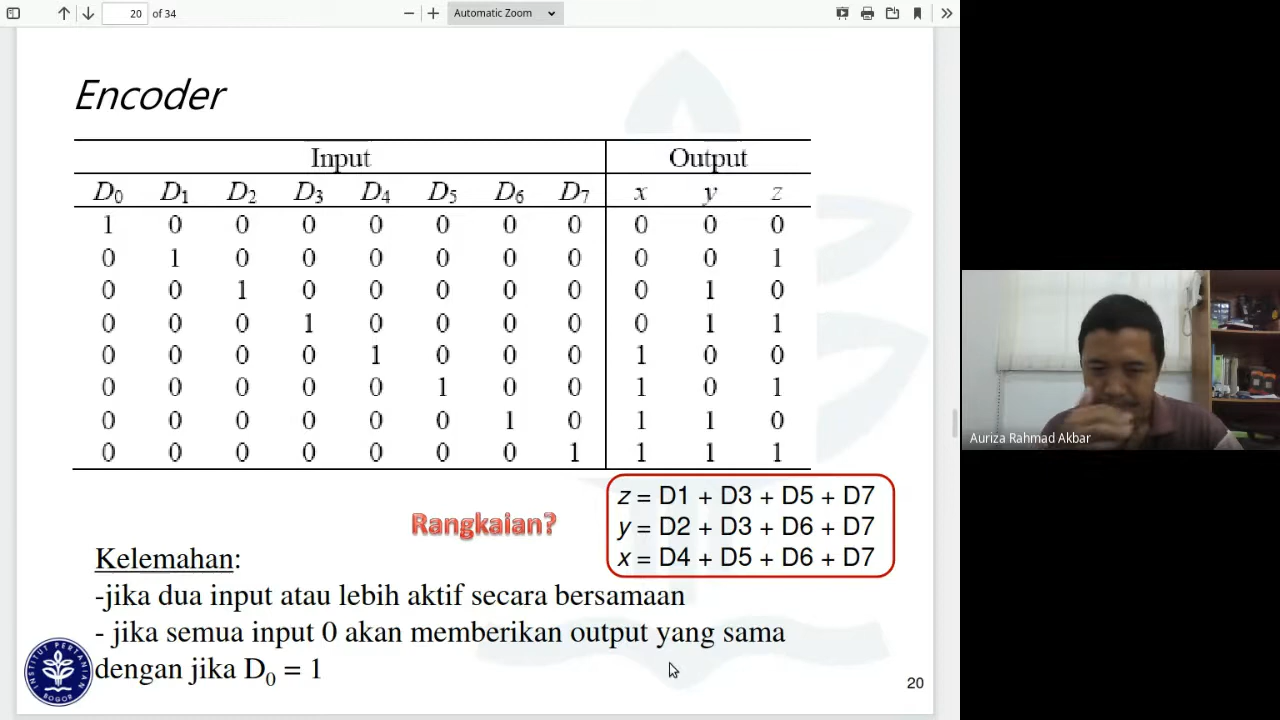 20 of 34 Automatic Zoom
Encoder
Input Output
D0 D1 D2 D3 D4 D5 D6 D7 x y z
1 0 0 0 0 0 0 0 0 0 0
0 1 0 0 0 0 0 0 0 0 1
0 0 1 0 0 0 0 0 0 1 0
0 0 0 1 0 0 0 0 0 1 1
0 0 0 0 1 0 0 0 1 0 0
0 0 0 0 0 1 0 0 1 0 1
0 0 0 0 0 0 1 0 1 1 0
0 0 0 0 0 0 0 1 1 1 1
z = D1 + D3 + D5 + D7
y = D2 + D3 + D6 + D7
x = D4 + D5 + D6 + D7
Rangkaian?
Kelemahan:
-jika dua input atau lebih aktif secara bersamaan
- jika semua input 0 akan memberikan output yang sama
dengan jika D0 = 1
INSTITUT PERTANIAN
BOGOR
20
Auriza Rahmad Akbar